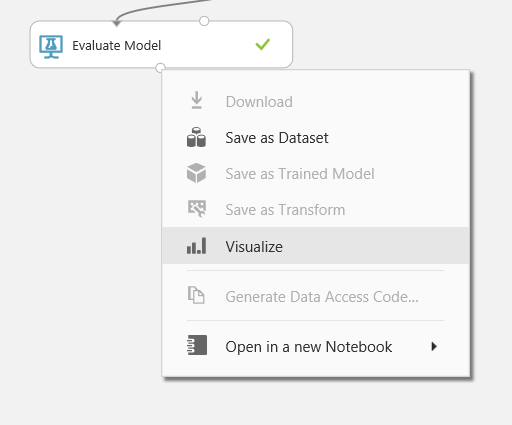 Evaluate Model
Download
Save as Dataset
Save as Trained Model
Save as Transform
Visualize
Generate Data Access Code...
Open in a new Notebook